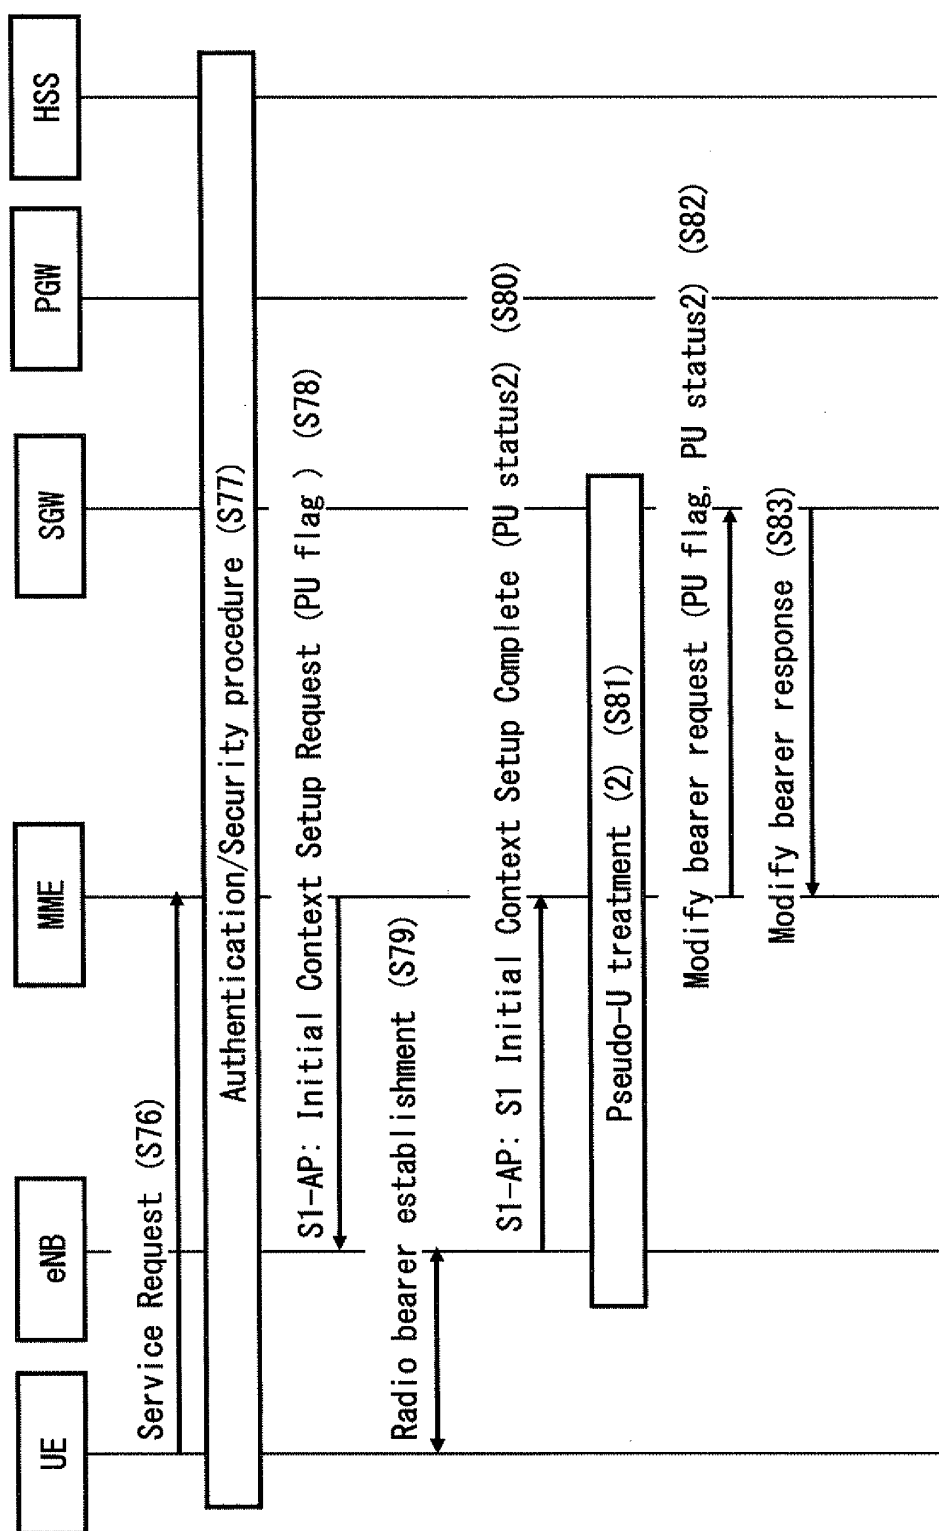 UE
eNB
MME
SGW
PGW
HSS
Service Request (S76)
Authentication/Security procedure (S77)
S1-AP: Initial Context Setup Request (PU flag ) (S78)
Radio bearer establishment (S79)
S1-AP: S1 Initial Context Setup Complete (PU status2) (S80)
Pseudo-U treatment (2) (S81)
Modify bearer request (PU flag, PU status2) (S82)
Modify bearer response (S83)